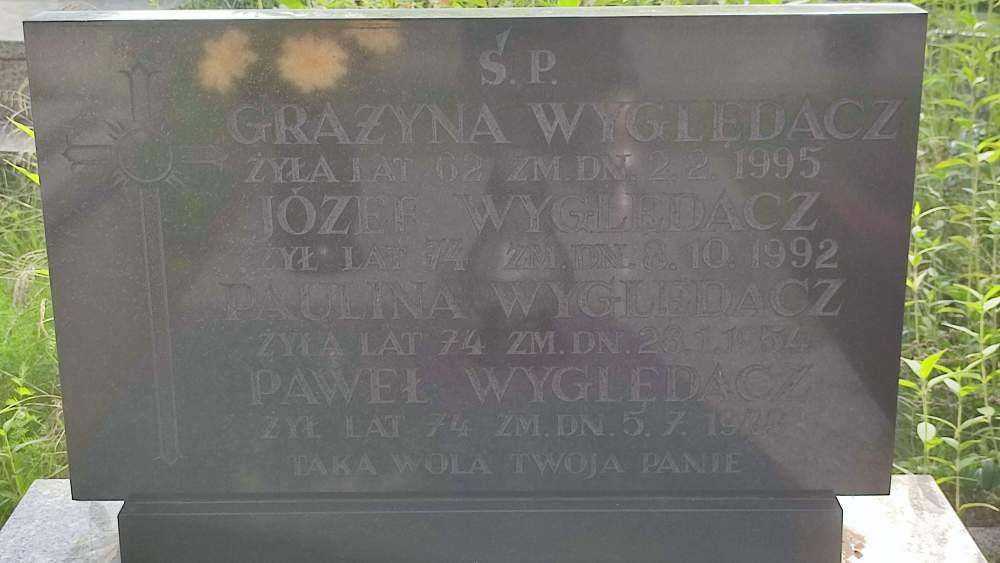 Ś.P.
GRAŻYNA WYGLĘDACZ
ŻYŁA LAT 62 ZM.DN. 2.2.1995
JÓZEF WYGLĘDACZ
ŻYŁ LAT 74 ZM.DN. 8.10.1992
PAULINA WYGLĘDACZ
ŻYŁA LAT 74 ZM.DN.
PAWEŁ WYGLĘDACZ
ŻYŁ LAT 74 ZM.DN. 5.7.
TAKA WOLA TWOJA PANIE